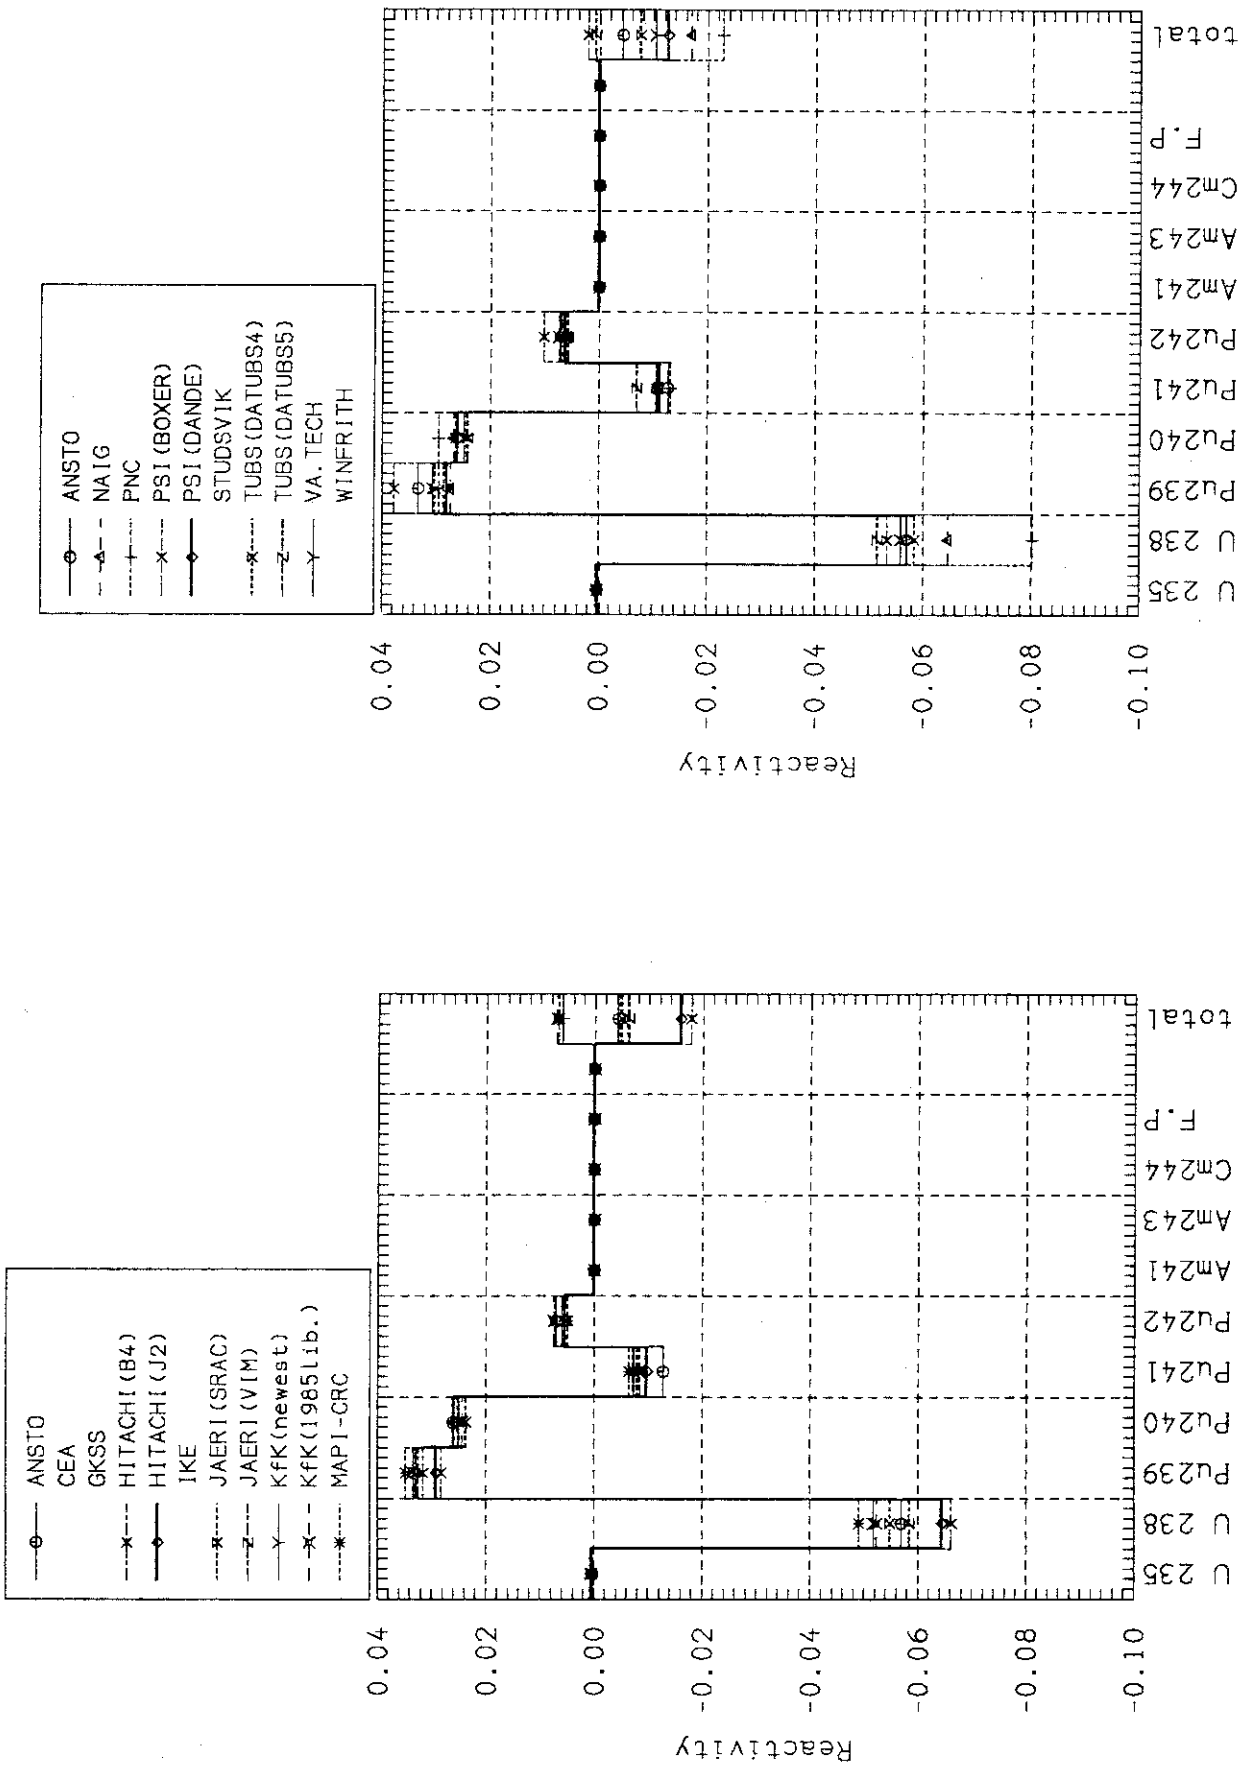 ANSTO
CEA
GKSS
HITACHI(B4)
HITACHI(J2)
IKE
JAERI(SRAC)
JAERI(VIM)
KfK(newest)
KfK(1985lib.)
MAPI-CRC
Reactivity
0.04
0.02
0.00
-0.02
-0.04
-0.06
-0.08
-0.10
U 235
U 238
Pu239
Pu240
Pu241
Pu242
Am241
Am243
Cm244
F.P
total
ANSTO
NAIG
PNC
PSI(BOXER)
PSI(DANDE)
STUDSVIK
TUBS(DATUBS4)
TUBS(DATUBS5)
VA.TECH
WINFRITH
Reactivity
0.04
0.02
0.00
-0.02
-0.04
-0.06
-0.08
-0.10
U 235
U 238
Pu239
Pu240
Pu241
Pu242
Am241
Am243
Cm244
F.P
total